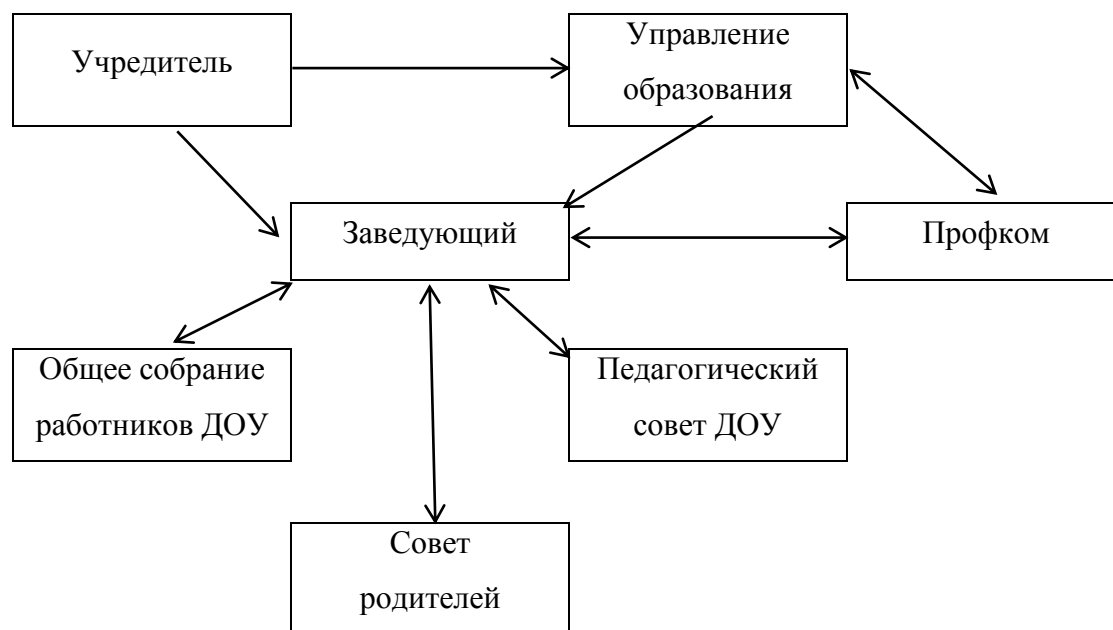 Учредитель
Управление
образования
Заведующий
Профком
Общее собрание
работников ДОУ
Педагогический
совет ДОУ
Совет
родителей